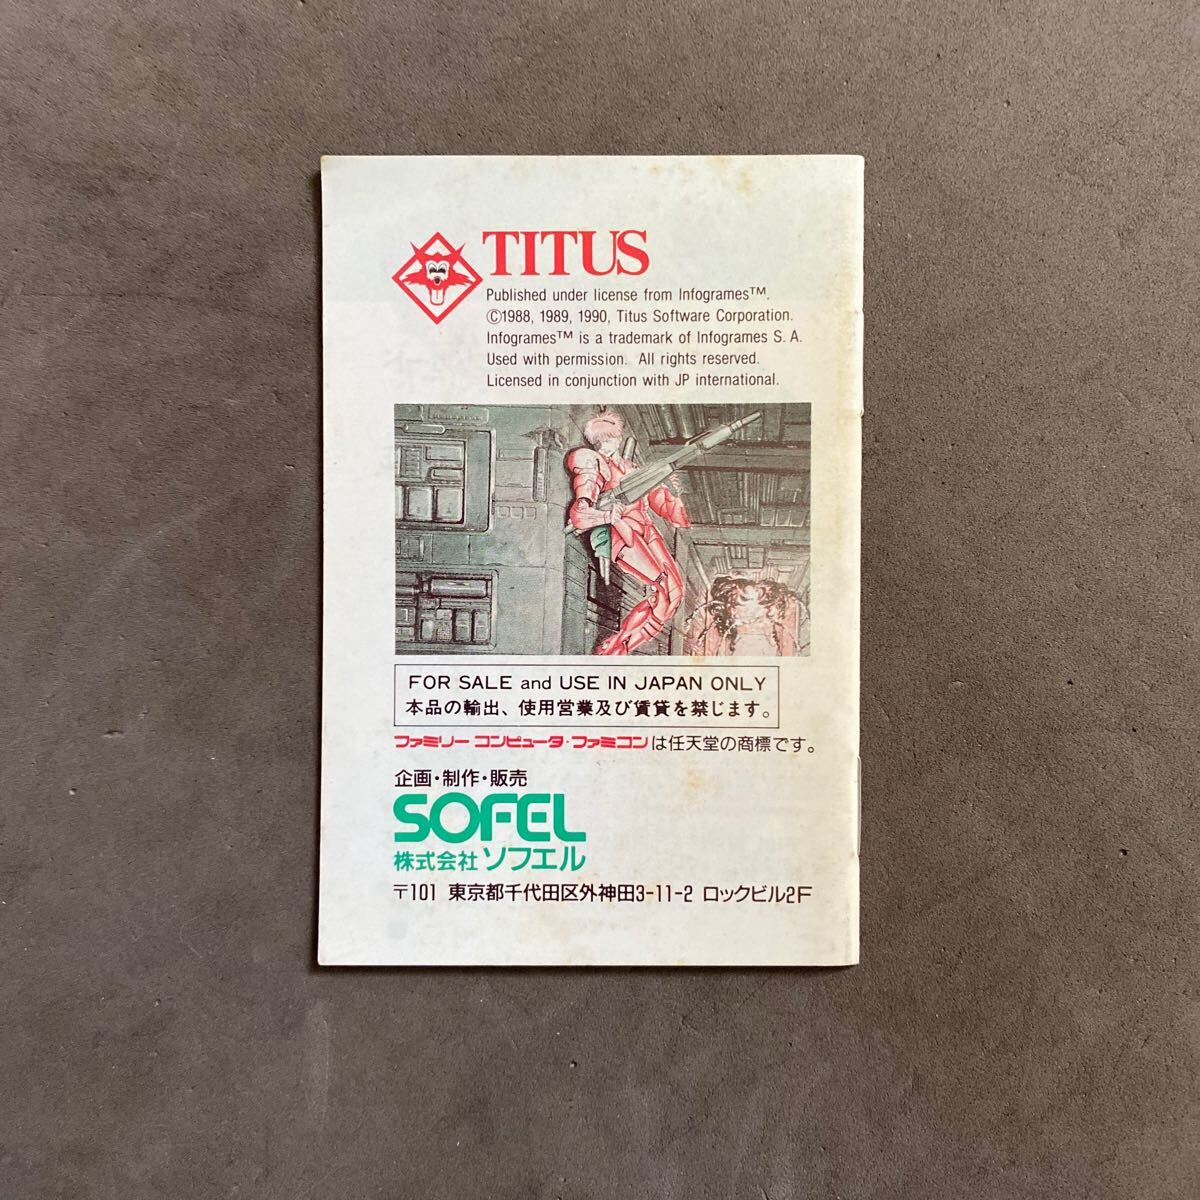 TITUS
Published under license from Infogrames™.
©1988, 1989, 1990, Titus Software Corporation.
Infogrames™ is a trademark of Infogrames S. A.
Used with permission. All rights reserved.
Licensed in conjunction with JP international.
FOR SALE and USE IN JAPAN ONLY
本品の輸出、使用営業及び賃貸を禁じます。
ファミリー コンピュータ・ファミコンは任天堂の商標です。
企画・制作・販売
SOFEL
株式会社 ソフエル
〒101 東京都千代田区外神田3-11-2 ロックビル2F